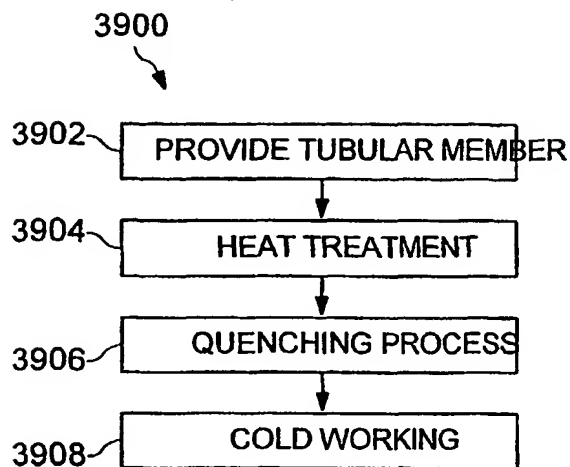 3900
3902 PROVIDE TUBULAR MEMBER
3904 HEAT TREATMENT
3906 QUENCHING PROCESS
3908 COLD WORKING